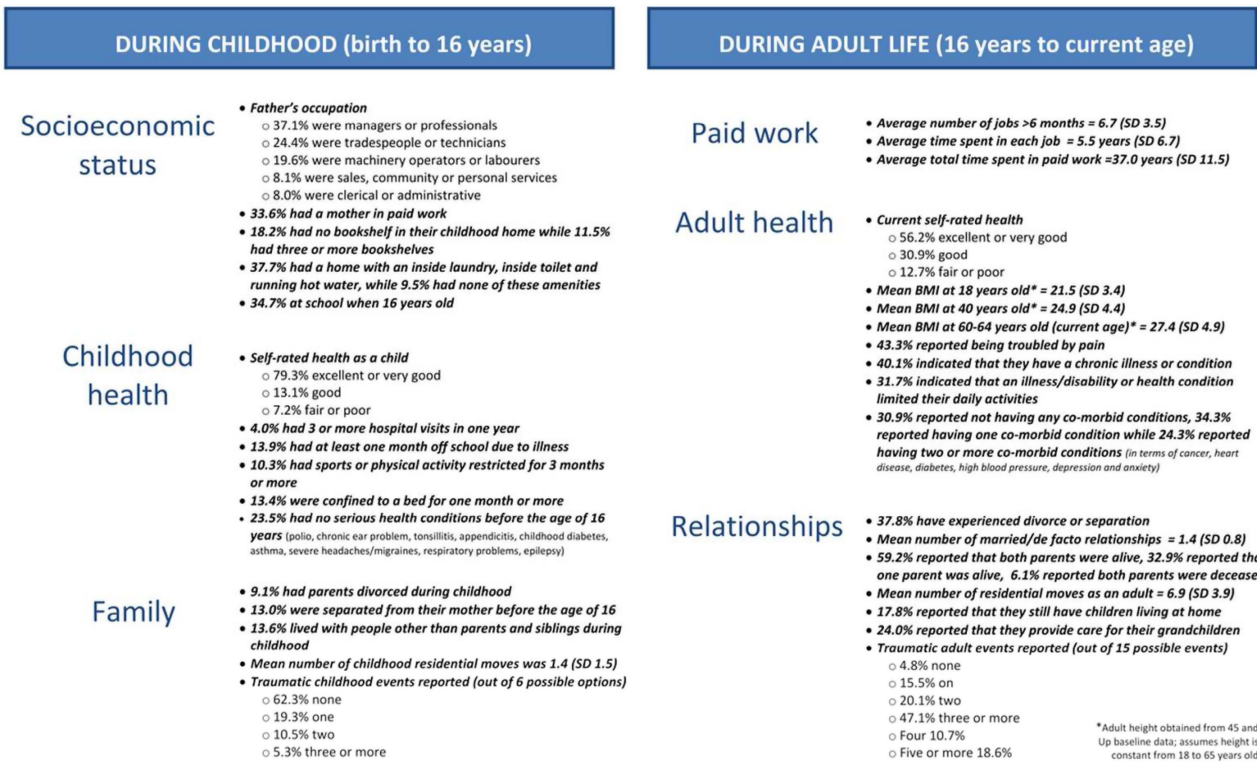 DURING CHILDHOOD (birth to 16 years)
Socioeconomic
status
• Father's occupation
○ 37.1% were managers or professionals
○ 24.4% were tradespeople or technicians
○ 19.6% were machinery operators or labourers
○ 8.1% were sales, community or personal services
○ 8.0% were clerical or administrative
• 33.6% had a mother in paid work
• 18.2% had no bookshelf in their childhood home while 11.5%
had three or more bookshelves
• 37.7% had a home with an inside laundry, inside toilet and
running hot water, while 9.5% had none of these amenities
• 34.7% at school when 16 years old
Childhood
health
• Self-rated health as a child
○ 79.3% excellent or very good
○ 13.1% good
○ 7.2% fair or poor
• 4.0% had 3 or more hospital visits in one year
• 13.9% had at least one month off school due to illness
• 10.3% had sports or physical activity restricted for 3 months
or more
• 13.4% were confined to a bed for one month or more
• 23.5% had no serious health conditions before the age of 16
years (polio, chronic ear problem, tonsillitis, appendicitis, childhood diabetes,
asthma, severe headaches/migraines, respiratory problems, epilepsy)
Family
• 9.1% had parents divorced during childhood
• 13.0% were separated from their mother before the age of 16
• 13.6% lived with people other than parents and siblings during
childhood
• Mean number of childhood residential moves was 1.4 (SD 1.5)
• Traumatic childhood events reported (out of 6 possible options)
○ 62.3% none
○ 19.3% one
○ 10.5% two
○ 5.3% three or more
DURING ADULT LIFE (16 years to current age)
Paid work
• Average number of jobs >6 months = 6.7 (SD 3.5)
• Average time spent in each job = 5.5 years (SD 6.7)
• Average total time spent in paid work =37.0 years (SD 11.5)
Adult health
• Current self-rated health
○ 56.2% excellent or very good
○ 30.9% good
○ 12.7% fair or poor
• Mean BMI at 18 years old* = 21.5 (SD 3.4)
• Mean BMI at 40 years old* = 24.9 (SD 4.4)
• Mean BMI at 60-64 years old (current age)* = 27.4 (SD 4.9)
• 43.3% reported being troubled by pain
• 40.1% indicated that they have a chronic illness or condition
• 31.7% indicated that an illness/disability or health condition
limited their daily activities
• 30.9% reported not having any co-morbid conditions, 34.3%
reported having one co-morbid condition while 24.3% reported
having two or more co-morbid conditions (in terms of cancer, heart
disease, diabetes, high blood pressure, depression and anxiety)
Relationships
• 37.8% have experienced divorce or separation
• Mean number of married/de facto relationships = 1.4 (SD 0.8)
• 59.2% reported that both parents were alive, 32.9% reported tha
one parent was alive, 6.1% reported both parents were decease
• Mean number of residential moves as an adult = 6.9 (SD 3.9)
• 17.8% reported that they still have children living at home
• 24.0% reported that they provide care for their grandchildren
• Traumatic adult events reported (out of 15 possible events)
○ 4.8% none
○ 15.5% on
○ 20.1% two
○ 47.1% three or more
○ Four 10.7%
○ Five or more 18.6%
*Adult height obtained from 45 and
Up baseline data; assumes height is
constant from 18 to 65 years old